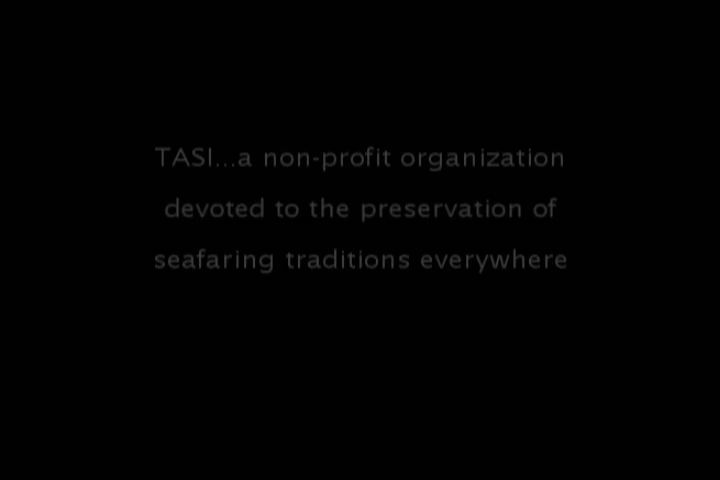 TASI...a non-profit organization
devoted to the preservation of
seafaring traditions everywhere